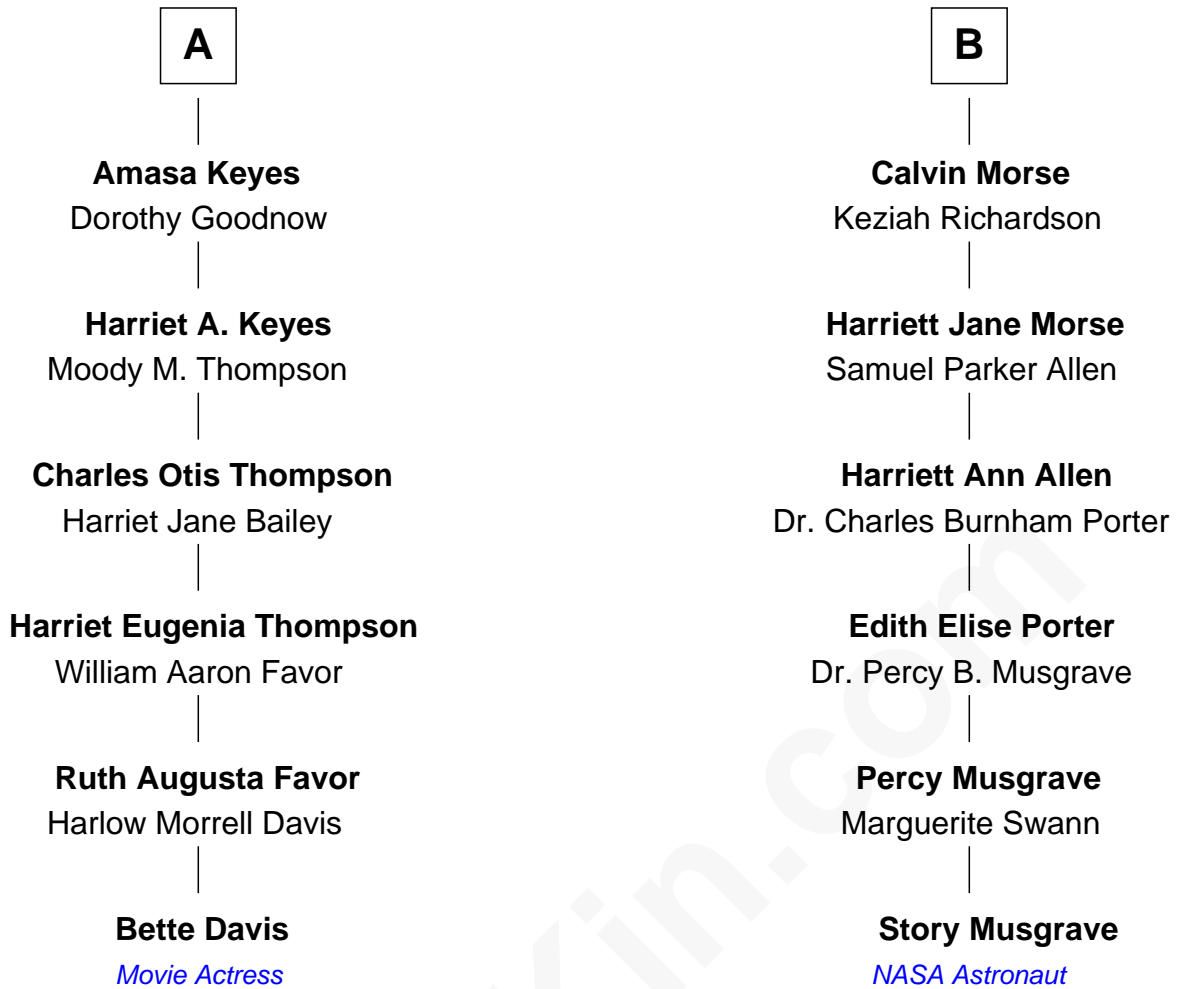 A
Amasa Keyes
Dorothy Goodnow
Harriet A. Keyes
Moody M. Thompson
Charles Otis Thompson
Harriet Jane Bailey
Harriet Eugenia Thompson
William Aaron Favor
Ruth Augusta Favor
Harlow Morrell Davis
Bette Davis
Movie Actress
B
Calvin Morse
Keziah Richardson
Harriett Jane Morse
Samuel Parker Allen
Harriett Ann Allen
Dr. Charles Burnham Porter
Edith Elise Porter
Dr. Percy B. Musgrave
Percy Musgrave
Marguerite Swann
Story Musgrave
NASA Astronaut
Kin.com